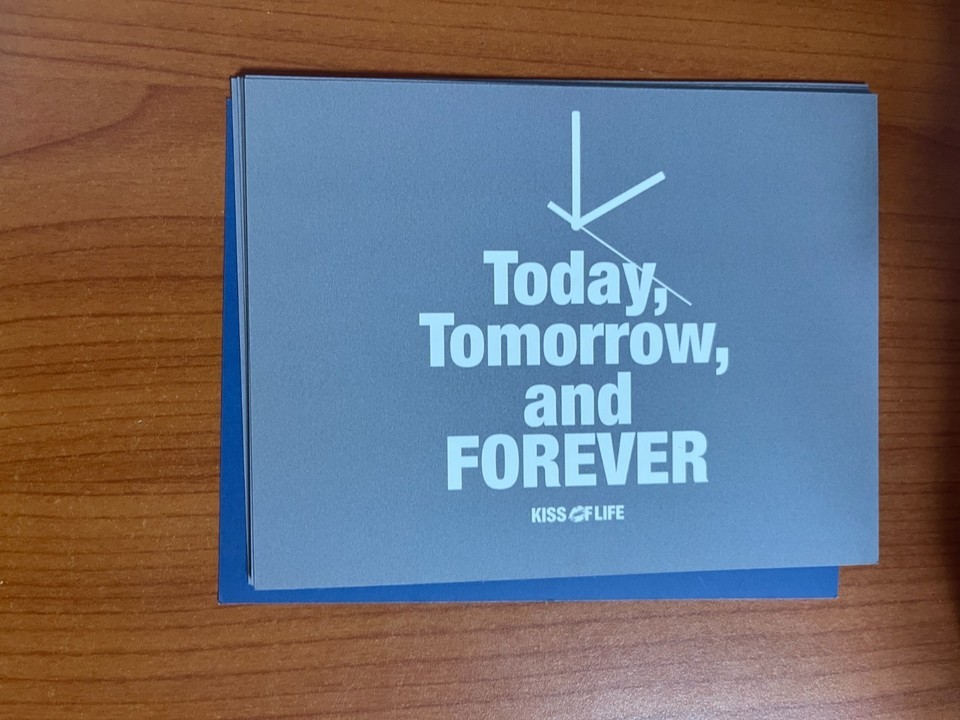 Today,
Tomorrow,
and
FOREVER
KISS OF LIFE